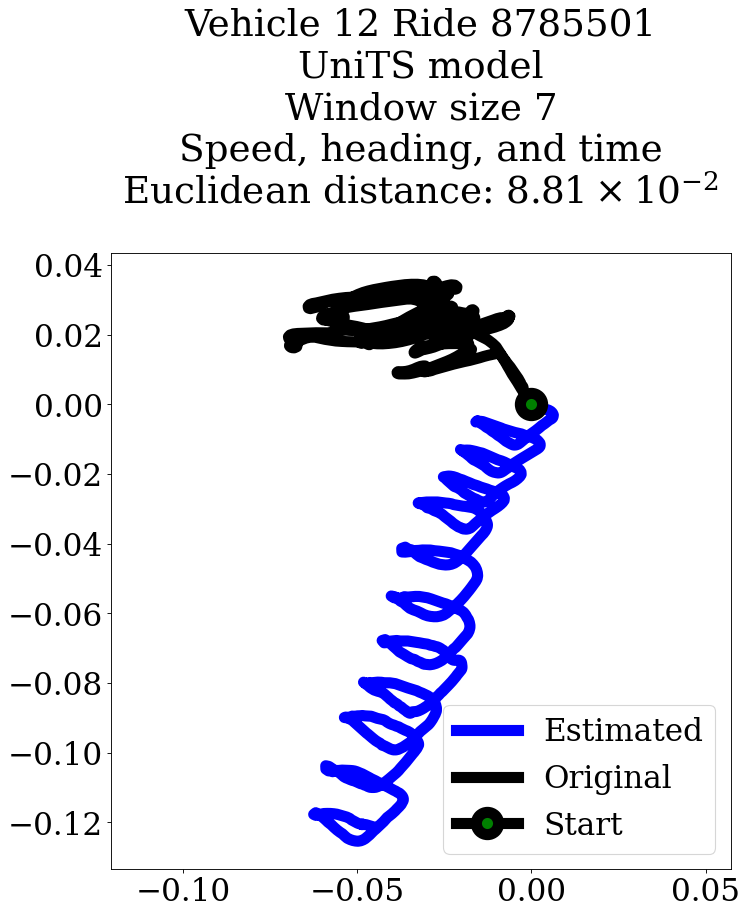 Vehicle 12 Ride 8785501
UniTS model
Window size 7
Speed, heading, and time
Euclidean distance: 8.81 × 10⁻²
0.04
0.02
0.00
−0.02
−0.04
−0.06
−0.08
−0.10
−0.12
Estimated
Original
Start
−0.10
−0.05
0.00
0.05